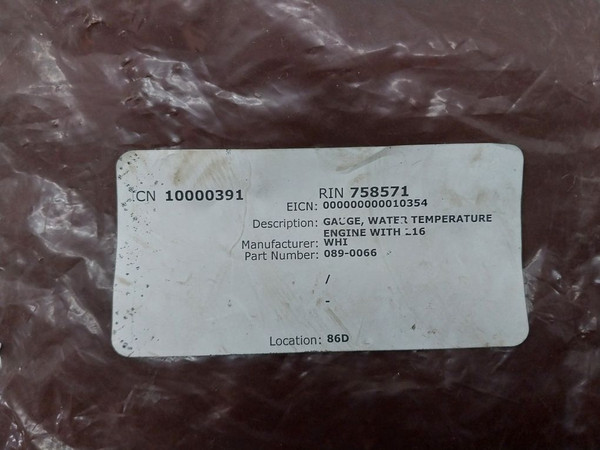 CN 10000391 RIN 758571
EICN: 000000000010354
Description: GAUGE, WATER TEMPERATURE
ENGINE WITH
Manufacturer: WHI
Part Number: 089-0066
/
-
Location: 86D